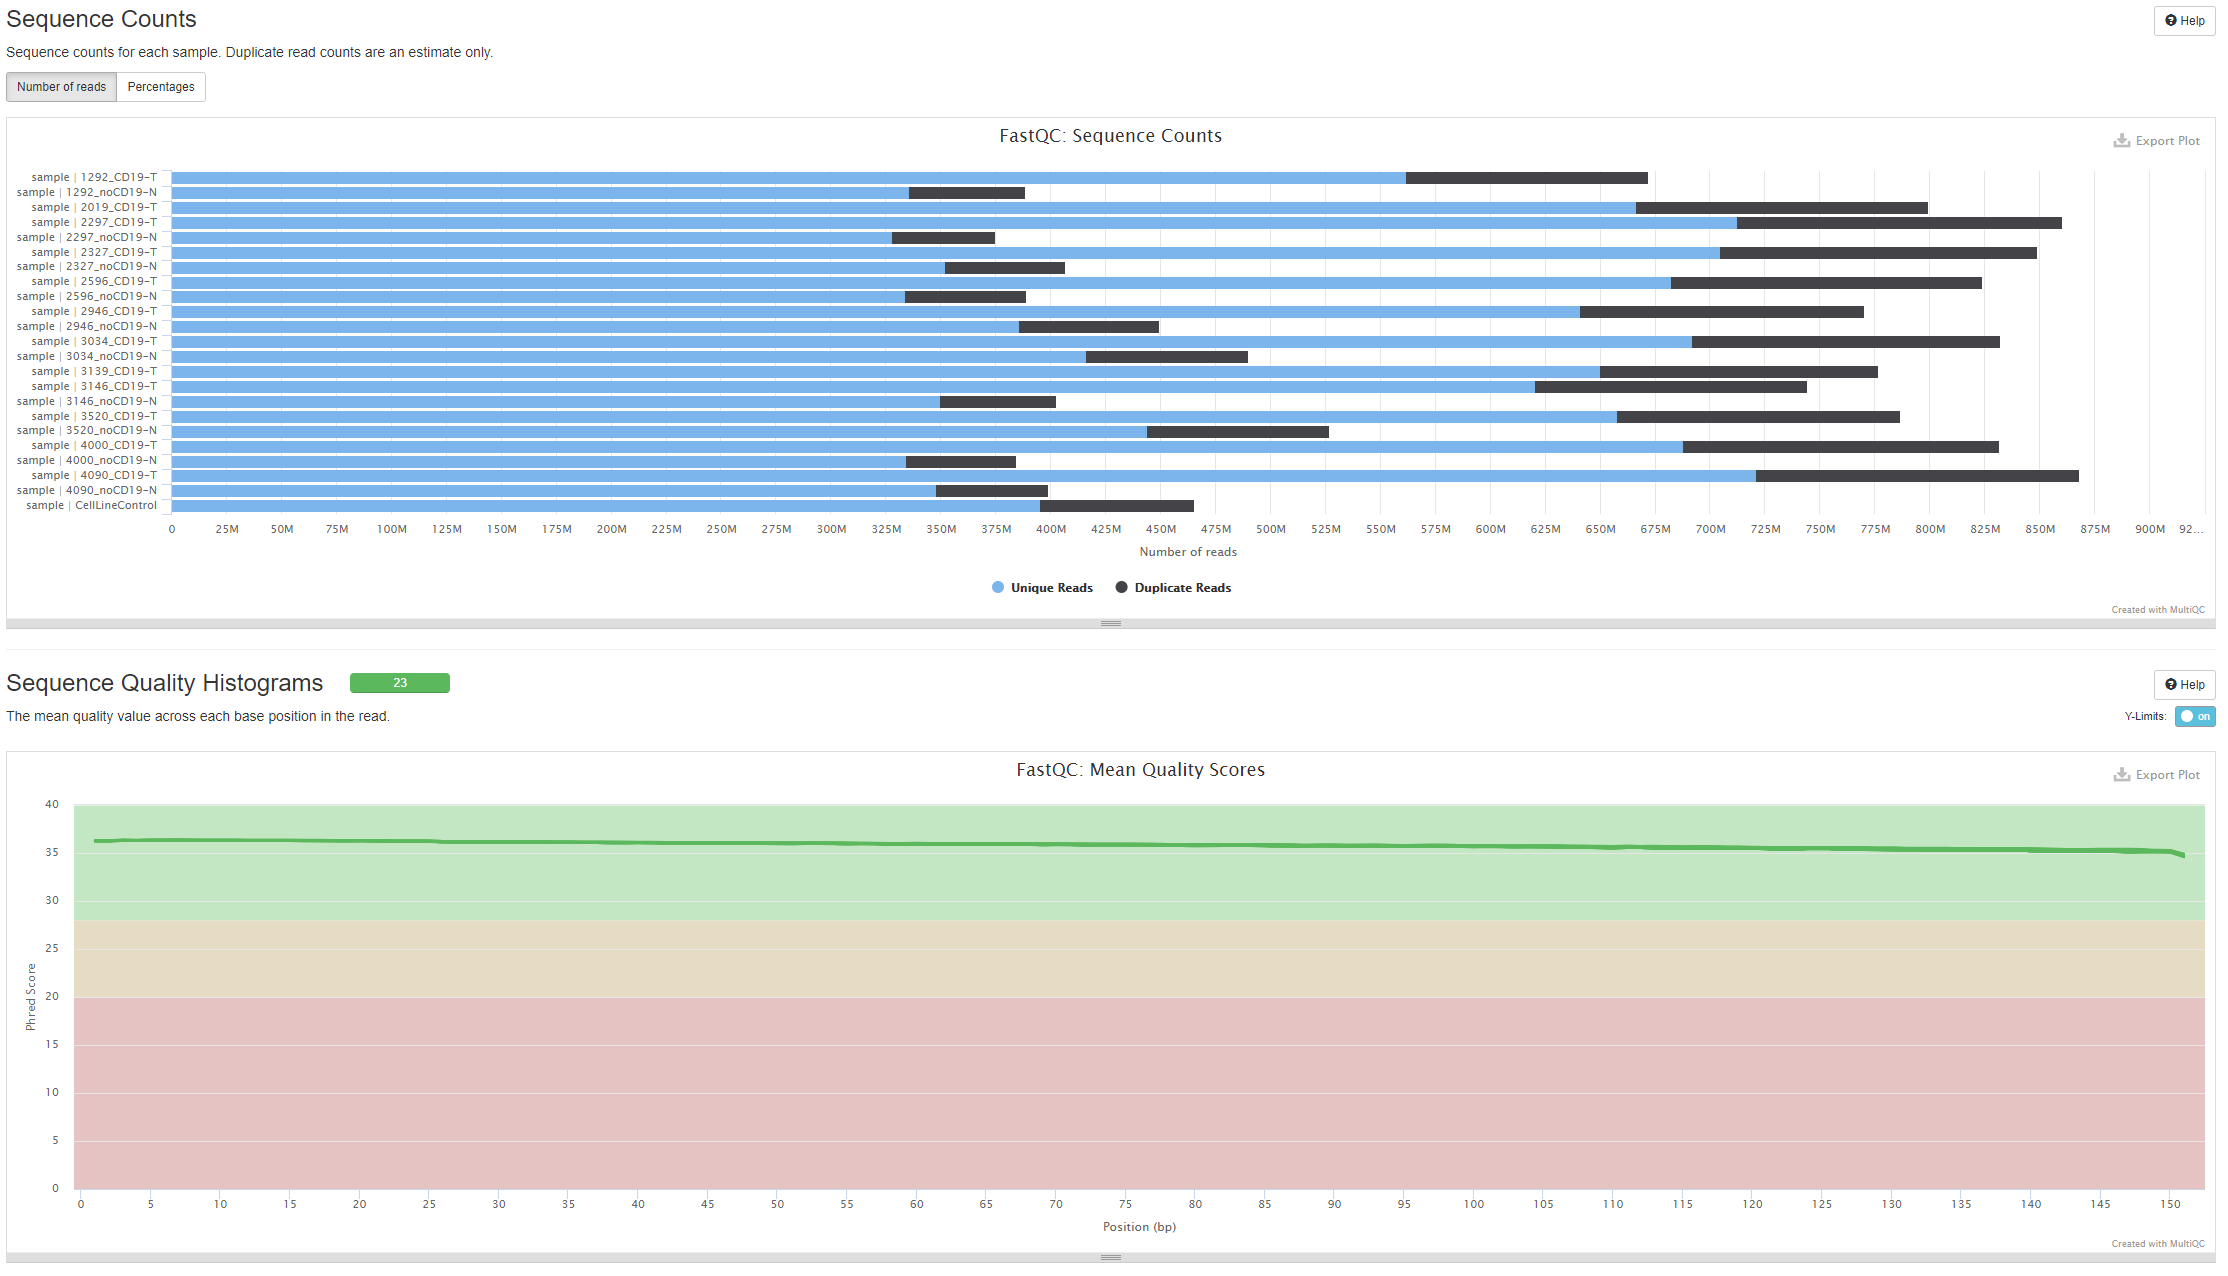 Sequence Counts
Help
Sequence counts for each sample. Duplicate read counts are an estimate only.
Number of reads Percentages
FastQC: Sequence Counts
Export Plot
sample | 1292_CD19-T
sample | 1292_noCD19-N
sample | 2019_CD19-T
sample | 2297_CD19-T
sample | 2297_noCD19-N
sample | 2327_CD19-T
sample | 2327_noCD19-N
sample | 2596_CD19-T
sample | 2596_noCD19-N
sample | 2946_CD19-T
sample | 2946_noCD19-N
sample | 3034_CD19-T
sample | 3034_noCD19-N
sample | 3139_CD19-T
sample | 3146_CD19-T
sample | 3146_noCD19-N
sample | 3520_CD19-T
sample | 3520_noCD19-N
sample | 4000_CD19-T
sample | 4000_noCD19-N
sample | 4090_CD19-T
sample | 4090_noCD19-N
sample | CellLineControl
0 25M 50M 75M 100M 125M 150M 175M 200M 225M 250M 275M 300M 325M 350M 375M 400M 425M 450M 475M 500M 525M 550M 575M 600M 625M 650M 675M 700M 725M 750M 775M 800M 825M 850M 875M 900M 92...
Number of reads
Unique Reads Duplicate Reads
Created with MultiQC
Sequence Quality Histograms 23
Help
The mean quality value across each base position in the read.
Y-Limits: on
FastQC: Mean Quality Scores
Export Plot
40
35
30
25
20
15
10
5
0
Phred Score
0 5 10 15 20 25 30 35 40 45 50 55 60 65 70 75 80 85 90 95 100 105 110 115 120 125 130 135 140 145 150
Position (bp)
Created with MultiQC